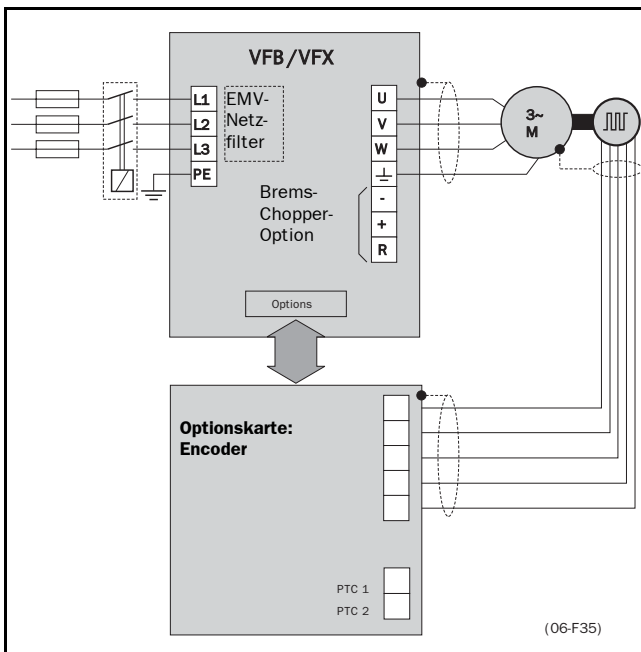 VFB/VFX
L1
L2
L3
PE
EMV-
Netz-
filter
U
V
W
-
+
R
Brems-
Chopper-
Option
3~
M
Options
Optionskarte:
Encoder
PTC 1
PTC 2
(06-F35)